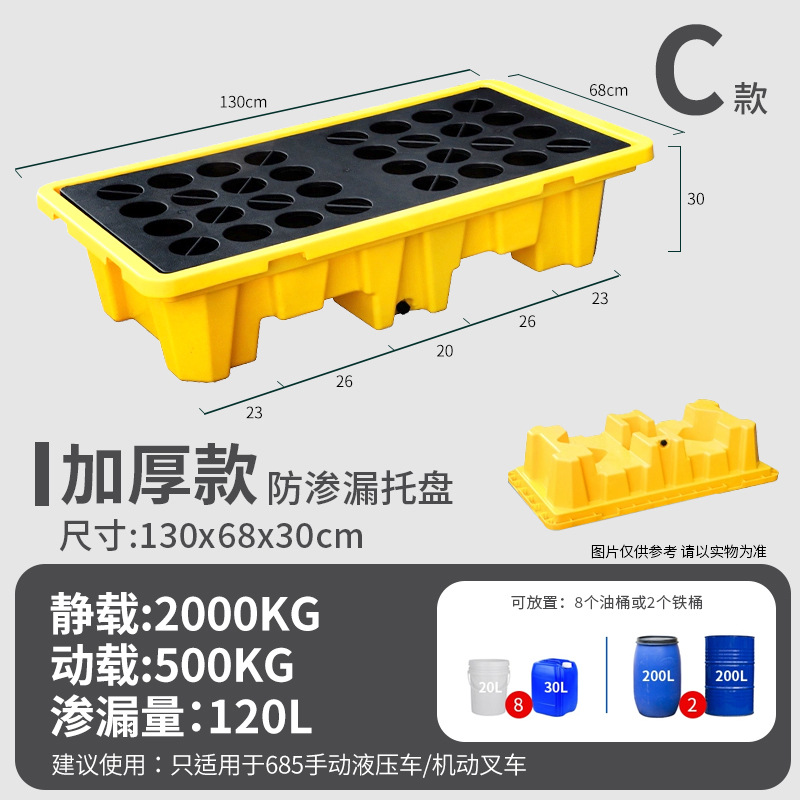 C款
130cm
68cm
30
23
26
20
26
23
加厚款 防渗漏托盘
尺寸:130x68x30cm
图片仅供参考 请以实物为准
静载:2000KG
动载:500KG
渗漏量:120L
建议使用:只适用于685手动液压车/机动叉车
可放置：8个油桶或2个铁桶
20L
8
30L
200L
2
200L